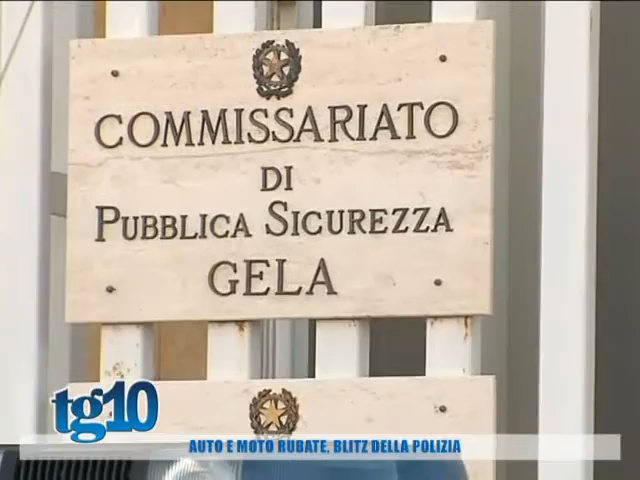 COMMISSARIATO
DI
PUBBLICA SICUREZZA
GELA
tg10
AUTO E MOTO RUBATE, BLITZ DELLA POLIZIA